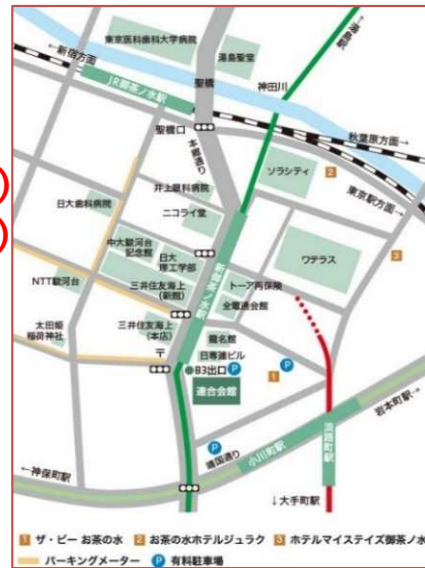 東京医科歯科大学病院
湯島聖堂
→湯島駅
←新宿方面
JR御茶ノ水駅
聖橋
神田川
聖橋口
本郷通り
秋葉原方面→
東京駅方面→
井上眼科病院
ソラシティ
2
日大歯科病院
ニコライ堂
中大駿河台
記念館
日大
理工学部
新御茶ノ水駅
ワテラス
3
NTT駿河台
三井住友海上
(新館)
トーア再保険
全電通会館
太田姫
稲荷神社
三井住友海上
(本店)
龍名館
日専連ビル
〒
B3出口
P
P
1
連合会館
岩本町駅→
淡路町駅
小川町駅
P
靖国通り
←神保町駅
↓大手町駅
1 ザ・ビー お茶の水 2 お茶の水ホテルジュラク 3 ホテルマイステイズ御茶ノ水
パーキングメーター P 有料駐車場